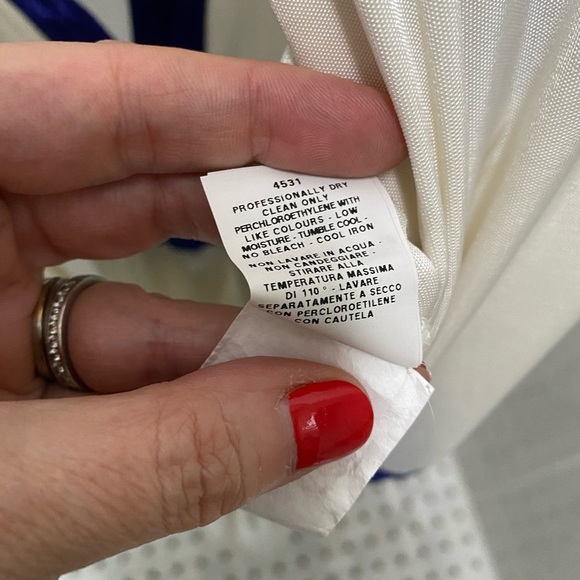 4531
PROFESSIONALLY DRY
CLEAN ONLY
PERCHLOROETHYLENE WITH
LIKE COLOURS - LOW
MOISTURE - TUMBLE COOL -
NO BLEACH - COOL IRON
NON LAVARE IN ACQUA -
NON CANDEGGIARE -
STIRARE ALLA
TEMPERATURA MASSIMA
DI 110° - LAVARE
SEPARATAMENTE A SECCO
CON PERCLOROETILENE
CON CAUTELA